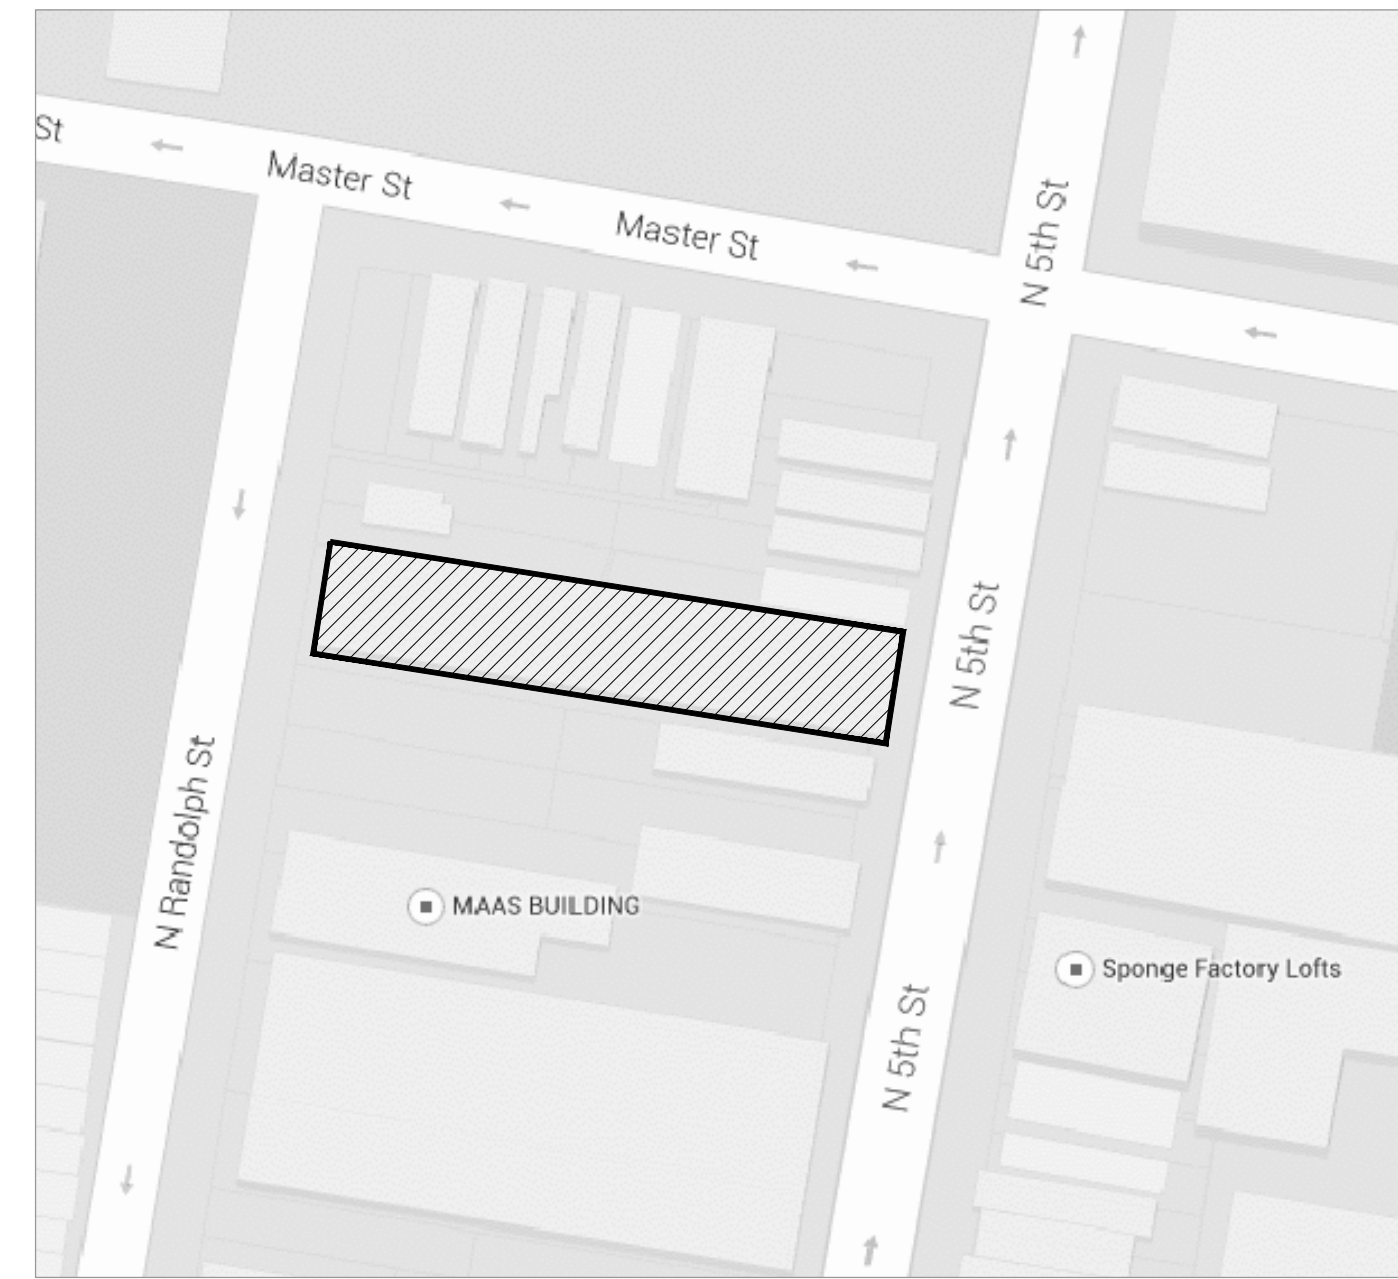 St
Master St
Master St
N 5th St
N 5th St
N Randolph St
MAAS BUILDING
Sponge Factory Lofts
N 5th St